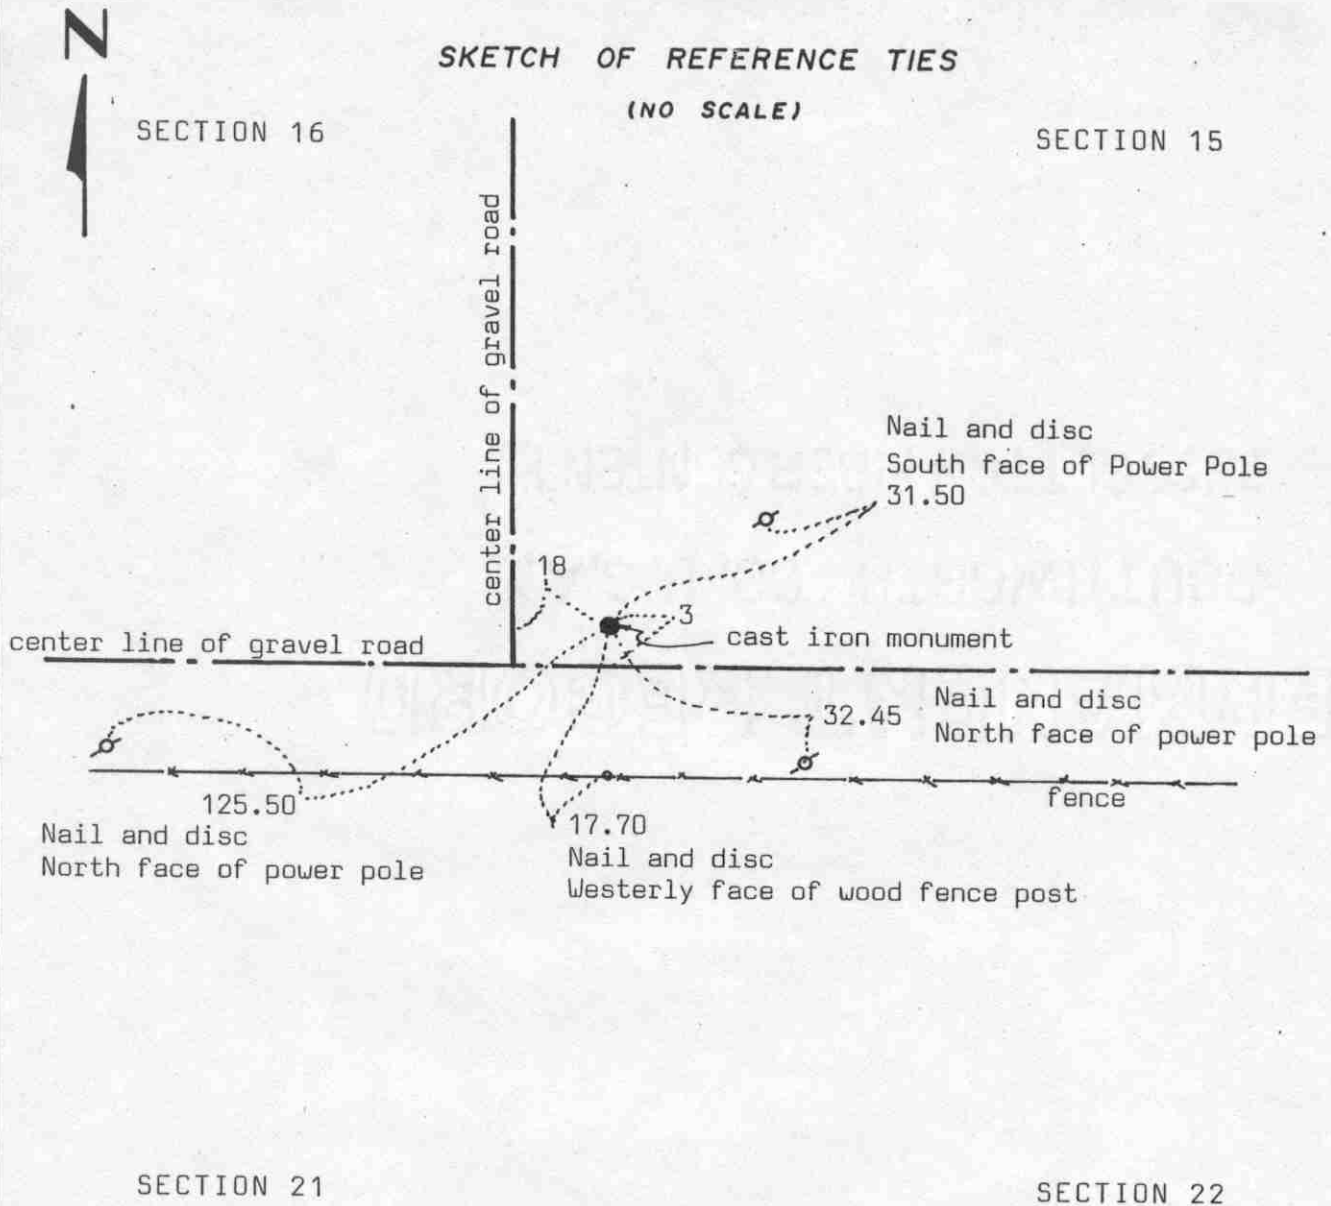 N
SKETCH OF REFERENCE TIES
(NO SCALE)
SECTION 16
SECTION 15
center line of gravel road
Nail and disc
South face of Power Pole
31.50
18
3
center line of gravel road
cast iron monument
32.45
Nail and disc
North face of power pole
125.50
Nail and disc
North face of power pole
fence
17.70
Nail and disc
Westerly face of wood fence post
SECTION 21
SECTION 22